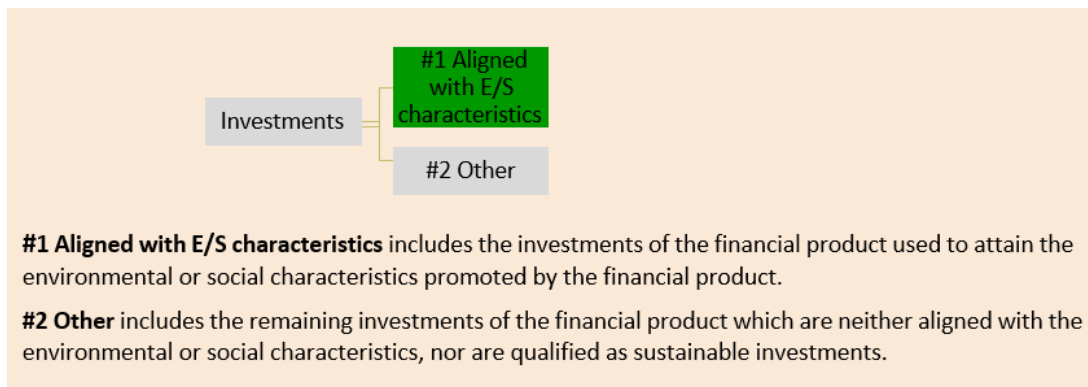 #1 Aligned
with E/S
characteristics
Investments
#2 Other
#1 Aligned with E/S characteristics includes the investments of the financial product used to attain the
environmental or social characteristics promoted by the financial product.
#2 Other includes the remaining investments of the financial product which are neither aligned with the
environmental or social characteristics, nor are qualified as sustainable investments.